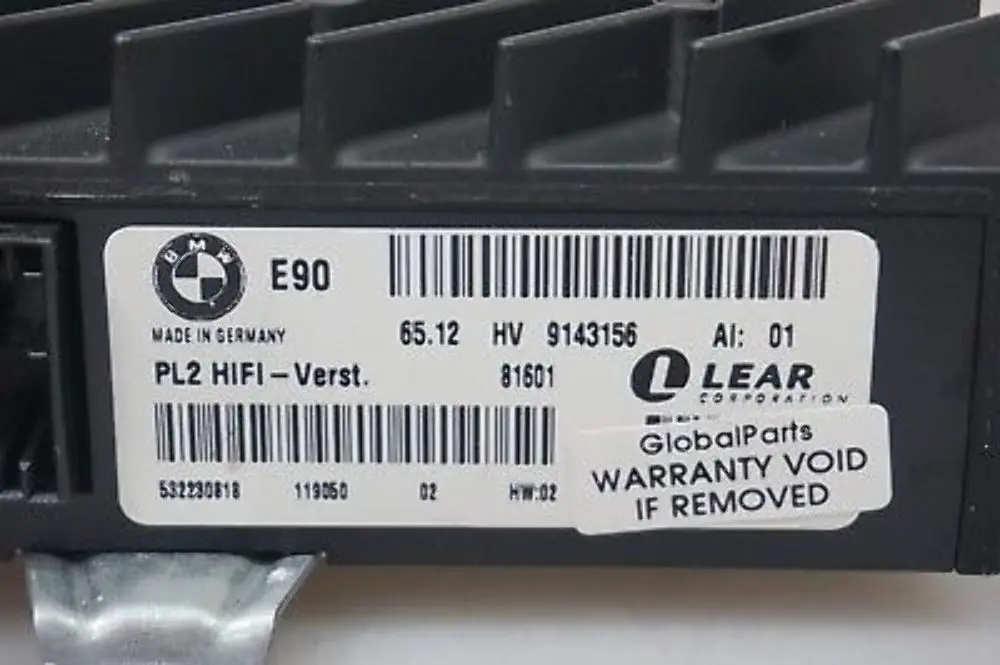 BMW
E90
MADE IN GERMANY
65.12 HV 9143156 AI: 01
PL2 HIFI-Verst. 81601
LEAR
CORPORATION
532230818 119050 02 HW:02
GlobalParts
WARRANTY VOID
IF REMOVED